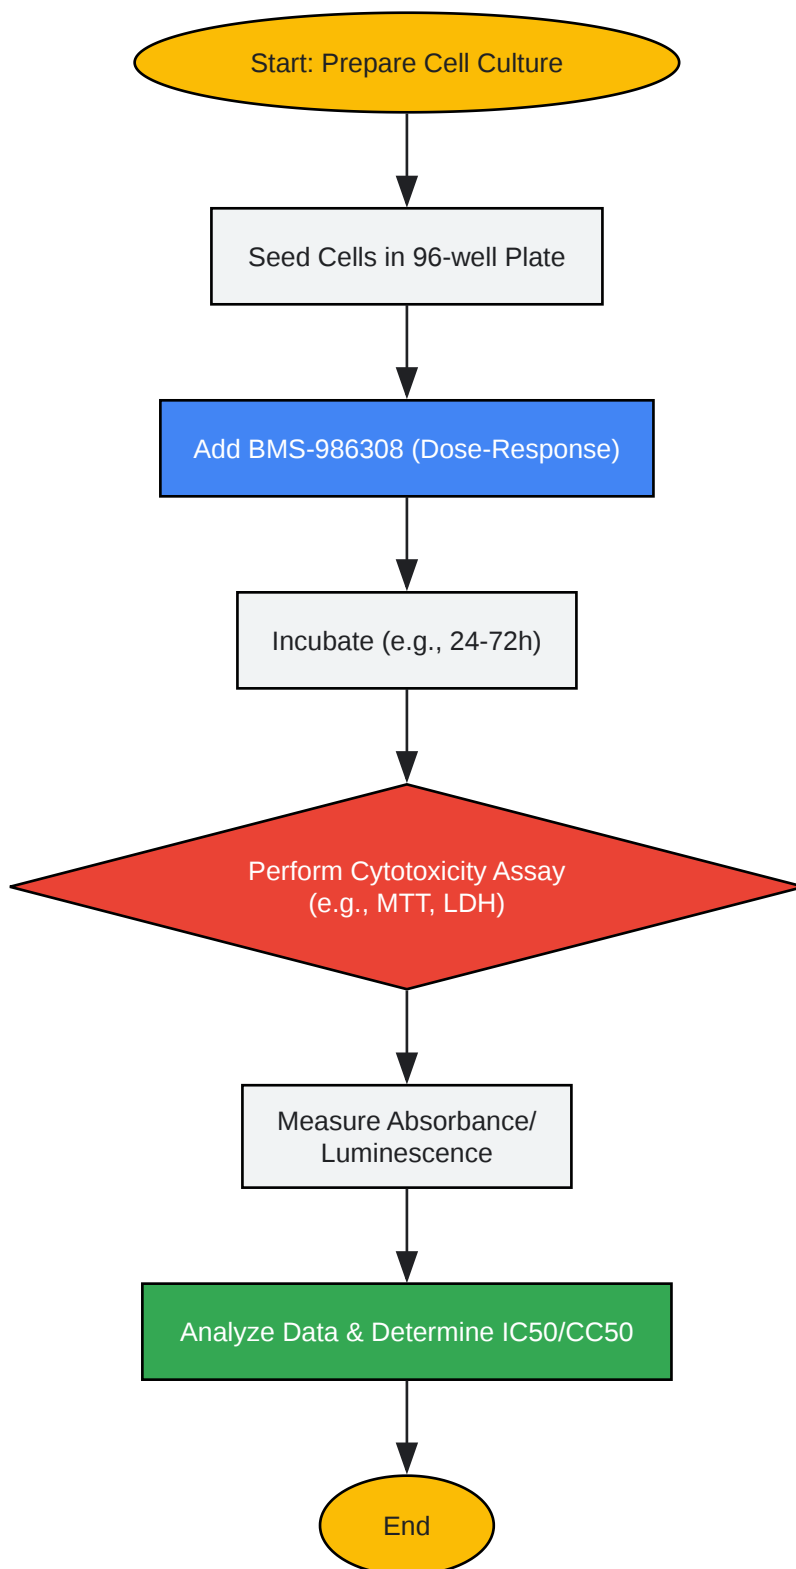 Start: Prepare Cell Culture
Seed Cells in 96-well Plate
Add BMS-986308 (Dose-Response)
Incubate (e.g., 24-72h)
Perform Cytotoxicity Assay
(e.g., MTT, LDH)
Measure Absorbance/
Luminescence
Analyze Data & Determine IC50/CC50
End